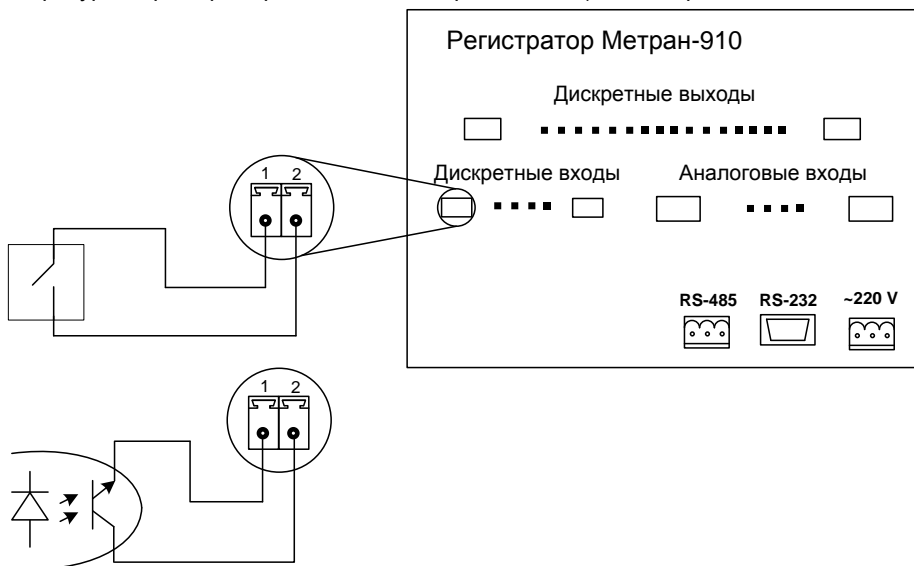 Регистратор Метран-910
Дискретные выходы
Дискретные входы
Аналоговые входы
1 2
RS-485 RS-232 ~220 V
1 2